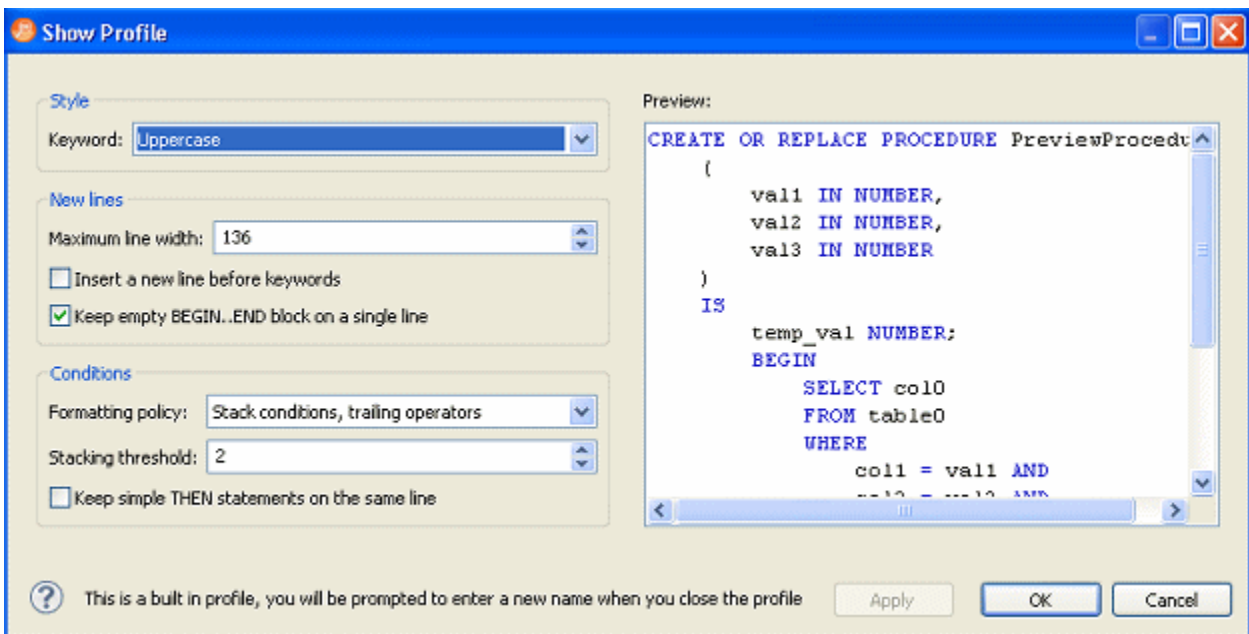 Show Profile
Style
Keyword: Uppercase
New lines
Maximum line width: 136
Insert a new line before keywords
Keep empty BEGIN..END block on a single line
Conditions
Formatting policy: Stack conditions, trailing operators
Stacking threshold: 2
Keep simple THEN statements on the same line
Preview:
CREATE OR REPLACE PROCEDURE PreviewProcedu
(
val1 IN NUMBER,
val2 IN NUMBER,
val3 IN NUMBER
)
IS
temp_val NUMBER;
BEGIN
SELECT col0
FROM table0
WHERE
col1 = val1 AND
col2 = val2 AND
This is a built in profile, you will be prompted to enter a new name when you close the profile
Apply
OK
Cancel